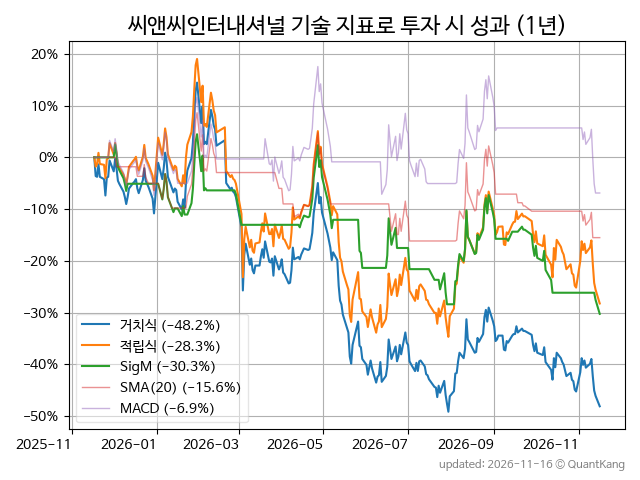 씨앤씨인터내셔널 기술 지표로 투자 시 성과 (1년)
20%
10%
0%
−10%
−20%
−30%
−40%
−50%
거치식 (−48.2%)
적립식 (−28.3%)
SigM (−30.3%)
SMA(20) (−15.6%)
MACD (−6.9%)
2025-11 2026-01 2026-03 2026-05 2026-07 2026-09 2026-11
updated: 2026-11-16 © QuantKang